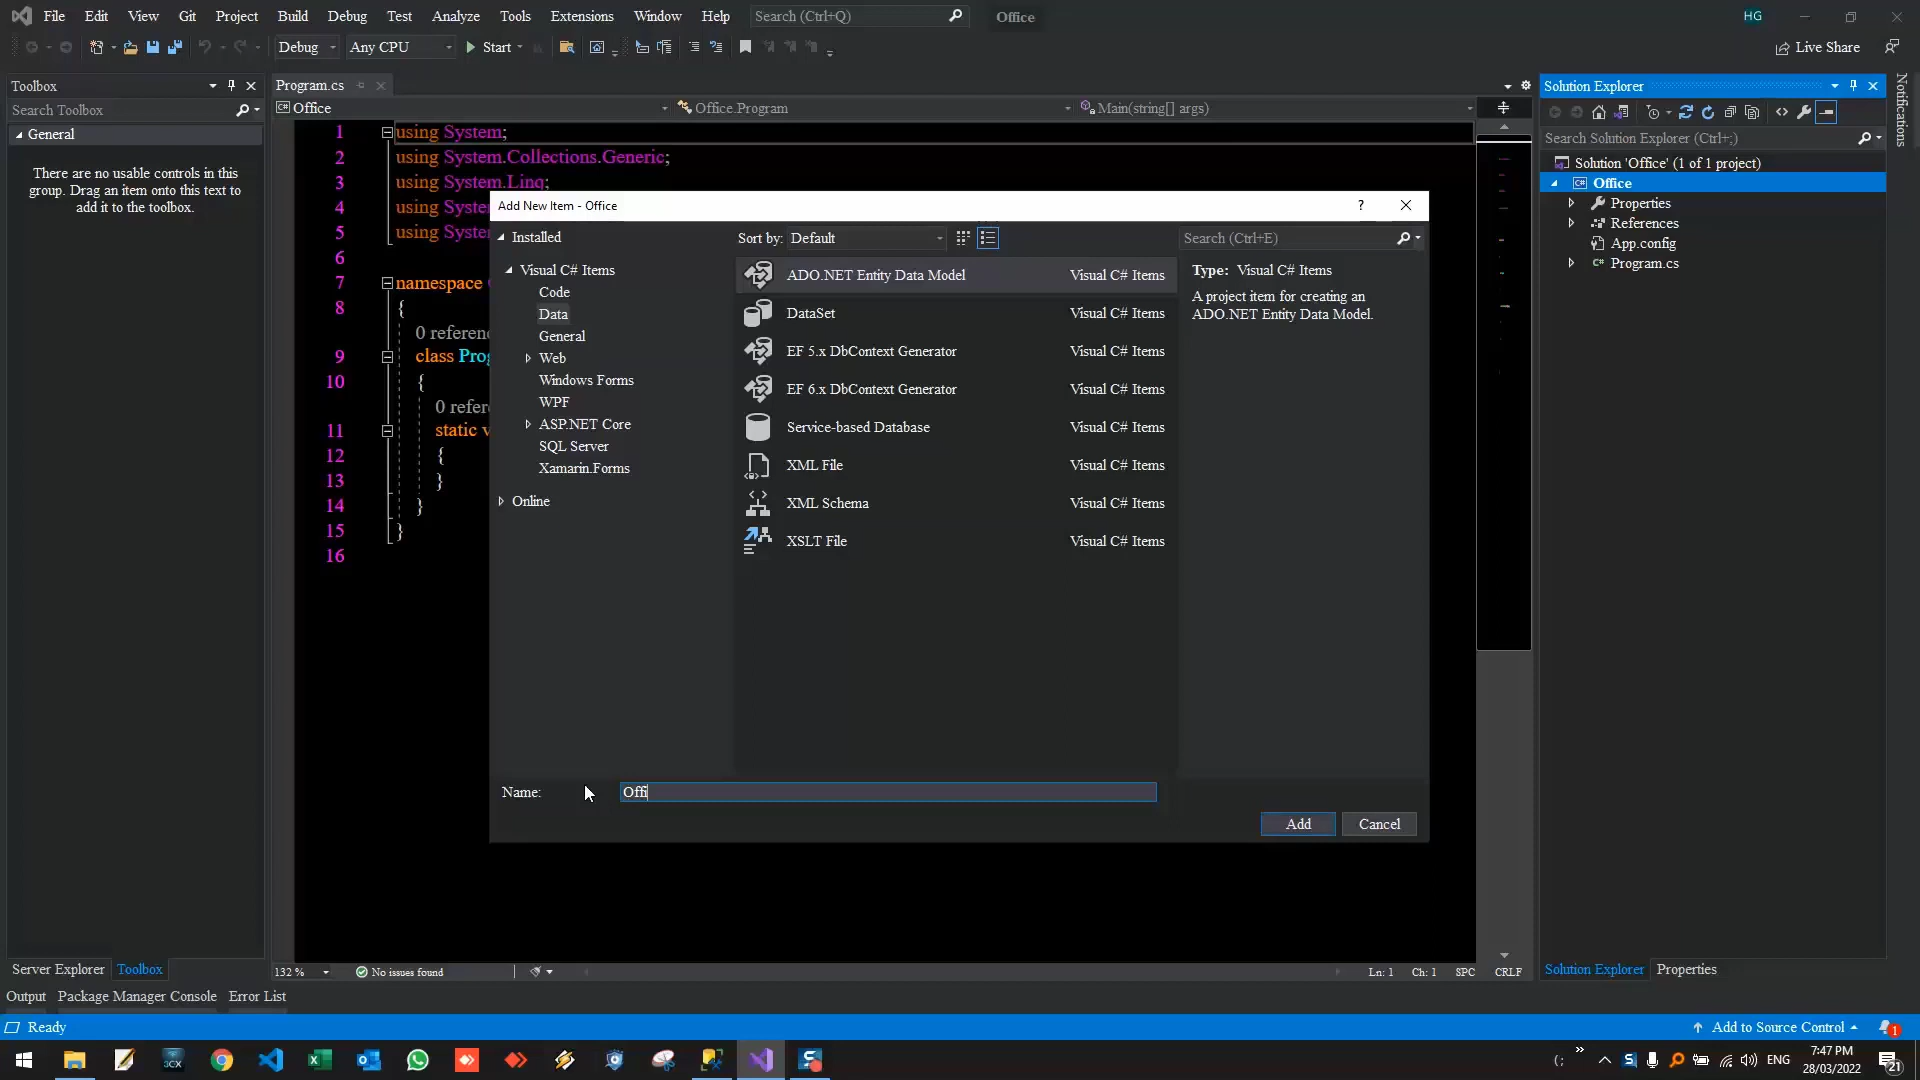 File Edit View Git Project Build Debug Test Analyze Tools Extensions Window Help Search (Ctrl+Q) Office HG
Debug Any CPU Start Live Share
Toolbox
Search Toolbox
General
There are no usable controls in this
group. Drag an item onto this text to
add it to the toolbox.
Program.cs
Office Office.Program Main(string[] args)
1 using System;
2 using System.Collections.Generic;
3 using System.Linq;
4 using Syste
5 using Syste
6
7 namespace
8 {
0 referenc
9 class Prog
10 {
0 refer
11 static v
12 {
13 }
14 }
15 }
16
Add New Item - Office ?
Installed
Visual C# Items
Code
Data
General
Web
Windows Forms
WPF
ASP.NET Core
SQL Server
Xamarin.Forms
Online
Sort by: Default
ADO.NET Entity Data Model Visual C# Items
DataSet Visual C# Items
EF 5.x DbContext Generator Visual C# Items
EF 6.x DbContext Generator Visual C# Items
Service-based Database Visual C# Items
XML File Visual C# Items
XML Schema Visual C# Items
XSLT File Visual C# Items
Search (Ctrl+E)
Type: Visual C# Items
A project item for creating an
ADO.NET Entity Data Model.
Name: Offi
Add Cancel
Solution Explorer
Search Solution Explorer (Ctrl+;)
Solution 'Office' (1 of 1 project)
Office
Properties
References
App.config
Program.cs
Notifications
132 % No issues found Ln: 1 Ch: 1 SPC CRLF
Server Explorer Toolbox
Solution Explorer Properties
Output Package Manager Console Error List
Ready Add to Source Control 1
3CX ENG 7:47 PM
28/03/2022 21